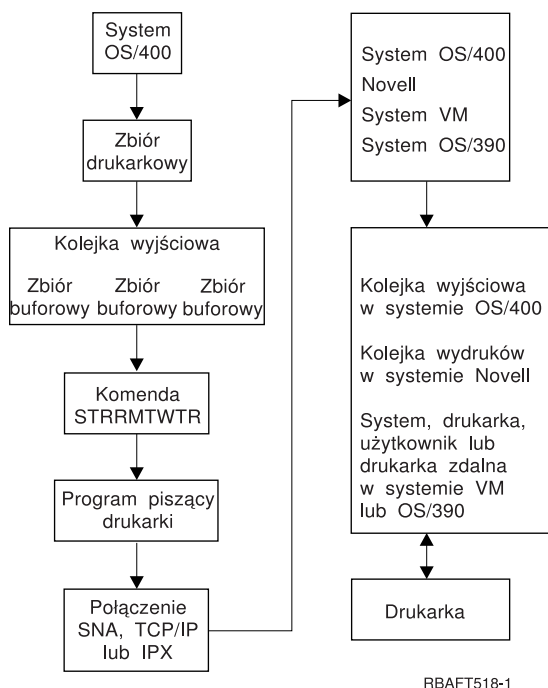 System
OS/400
Zbiór
drukarkowy
Kolejka wyjściowa
Zbiór Zbiór Zbiór
buforowy buforowy buforowy
Komenda
STRRMTWTR
Program piszący
drukarki
Połączenie
SNA, TCP/IP
lub IPX
System OS/400
Novell
System VM
System OS/390
Kolejka wyjściowa
w systemie OS/400
Kolejka wydruków
w systemie Novell
System, drukarka,
użytkownik lub
drukarka zdalna
w systemie VM
lub OS/390
Drukarka
RBAFT518-1